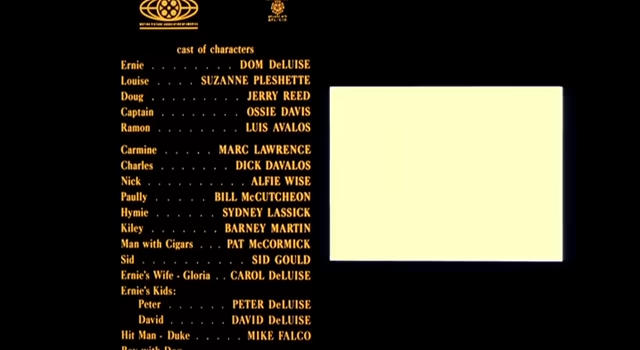 cast of characters
Ernie . . . . . . . . DOM DeLUISE
Louise . . . . SUZANNE PLESHETTE
Doug . . . . . . . . . JERRY REED
Captain . . . . . . . . OSSIE DAVIS
Ramon . . . . . . . . LUIS AVALOS
Carmine . . . . . MARC LAWRENCE
Charles . . . . . . . DICK DAVALOS
Nick . . . . . . . . . ALFIE WISE
Paully . . . . . BILL McCUTCHEON
Hymie . . . . . . SYDNEY LASSICK
Kiley . . . . . . . BARNEY MARTIN
Man with Cigars . . . PAT McCORMICK
Sid . . . . . . . . . . SID GOULD
Ernie's Wife - Gloria . . CAROL DeLUISE
Ernie's Kids:
Peter . . . . . . PETER DeLUISE
David . . . . . . DAVID DeLUISE
Hit Man - Duke . . . . . MIKE FALCO